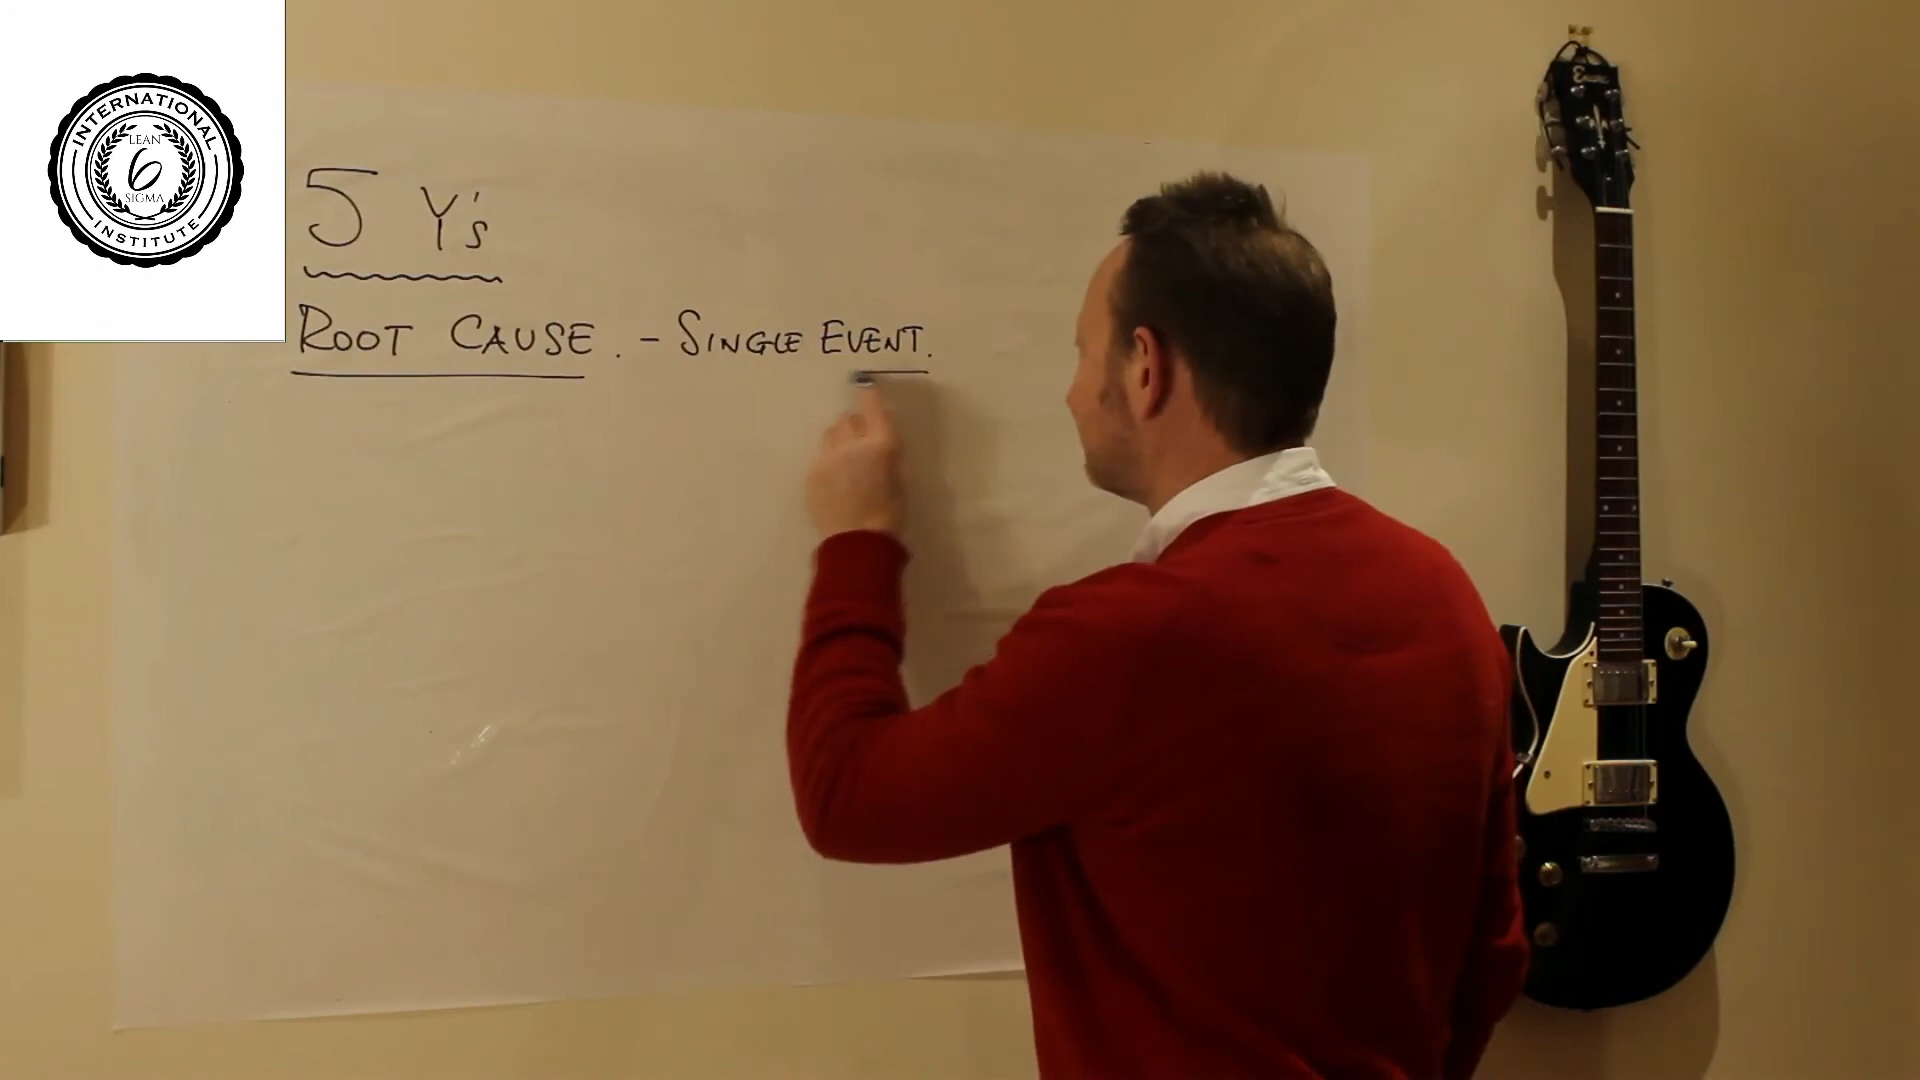 INTERNATIONAL
LEAN
6
SIGMA
INSTITUTE
5 Y's
ROOT CAUSE. - SINGLE EVENT.